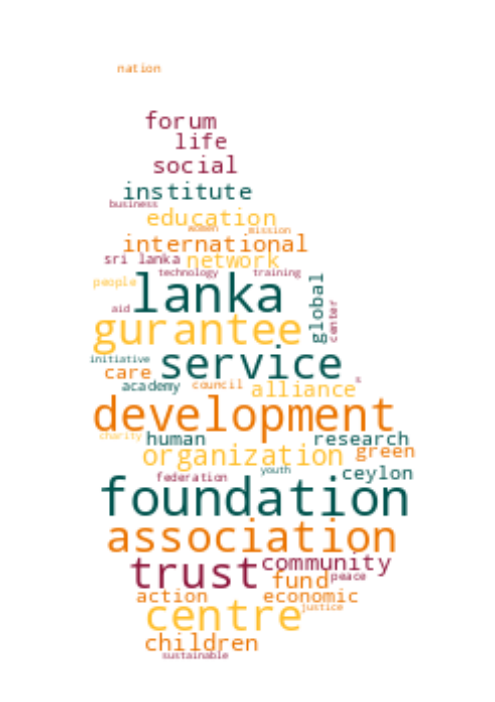 nation
forum
life
social
institute
business
education
women mission
international
sri lanka network
technology training
people lanka global
aid gurantee center
initiative service
care
academy council alliance s
development
charity human research
organization green
youth ceylon
federation
foundation
association
trust community
fund peace
action economic
centre justice
children
sustainable